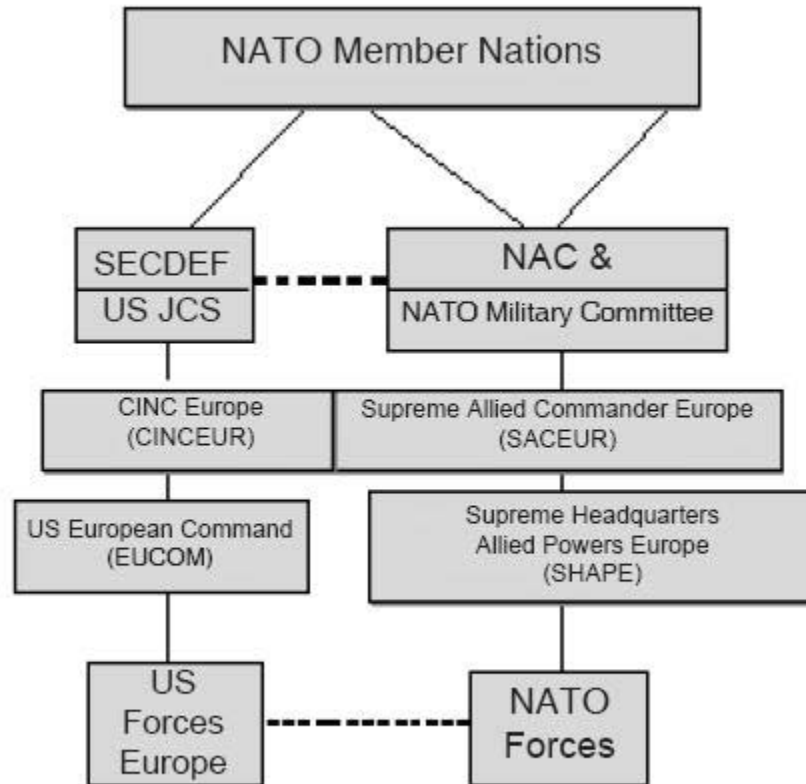 NATO Member Nations
SECDEF
US JCS
NAC &
NATO Military Committee
CINC Europe
(CINCEUR)
Supreme Allied Commander Europe
(SACEUR)
US European Command
(EUCOM)
Supreme Headquarters
Allied Powers Europe
(SHAPE)
US
Forces
Europe
NATO
Forces